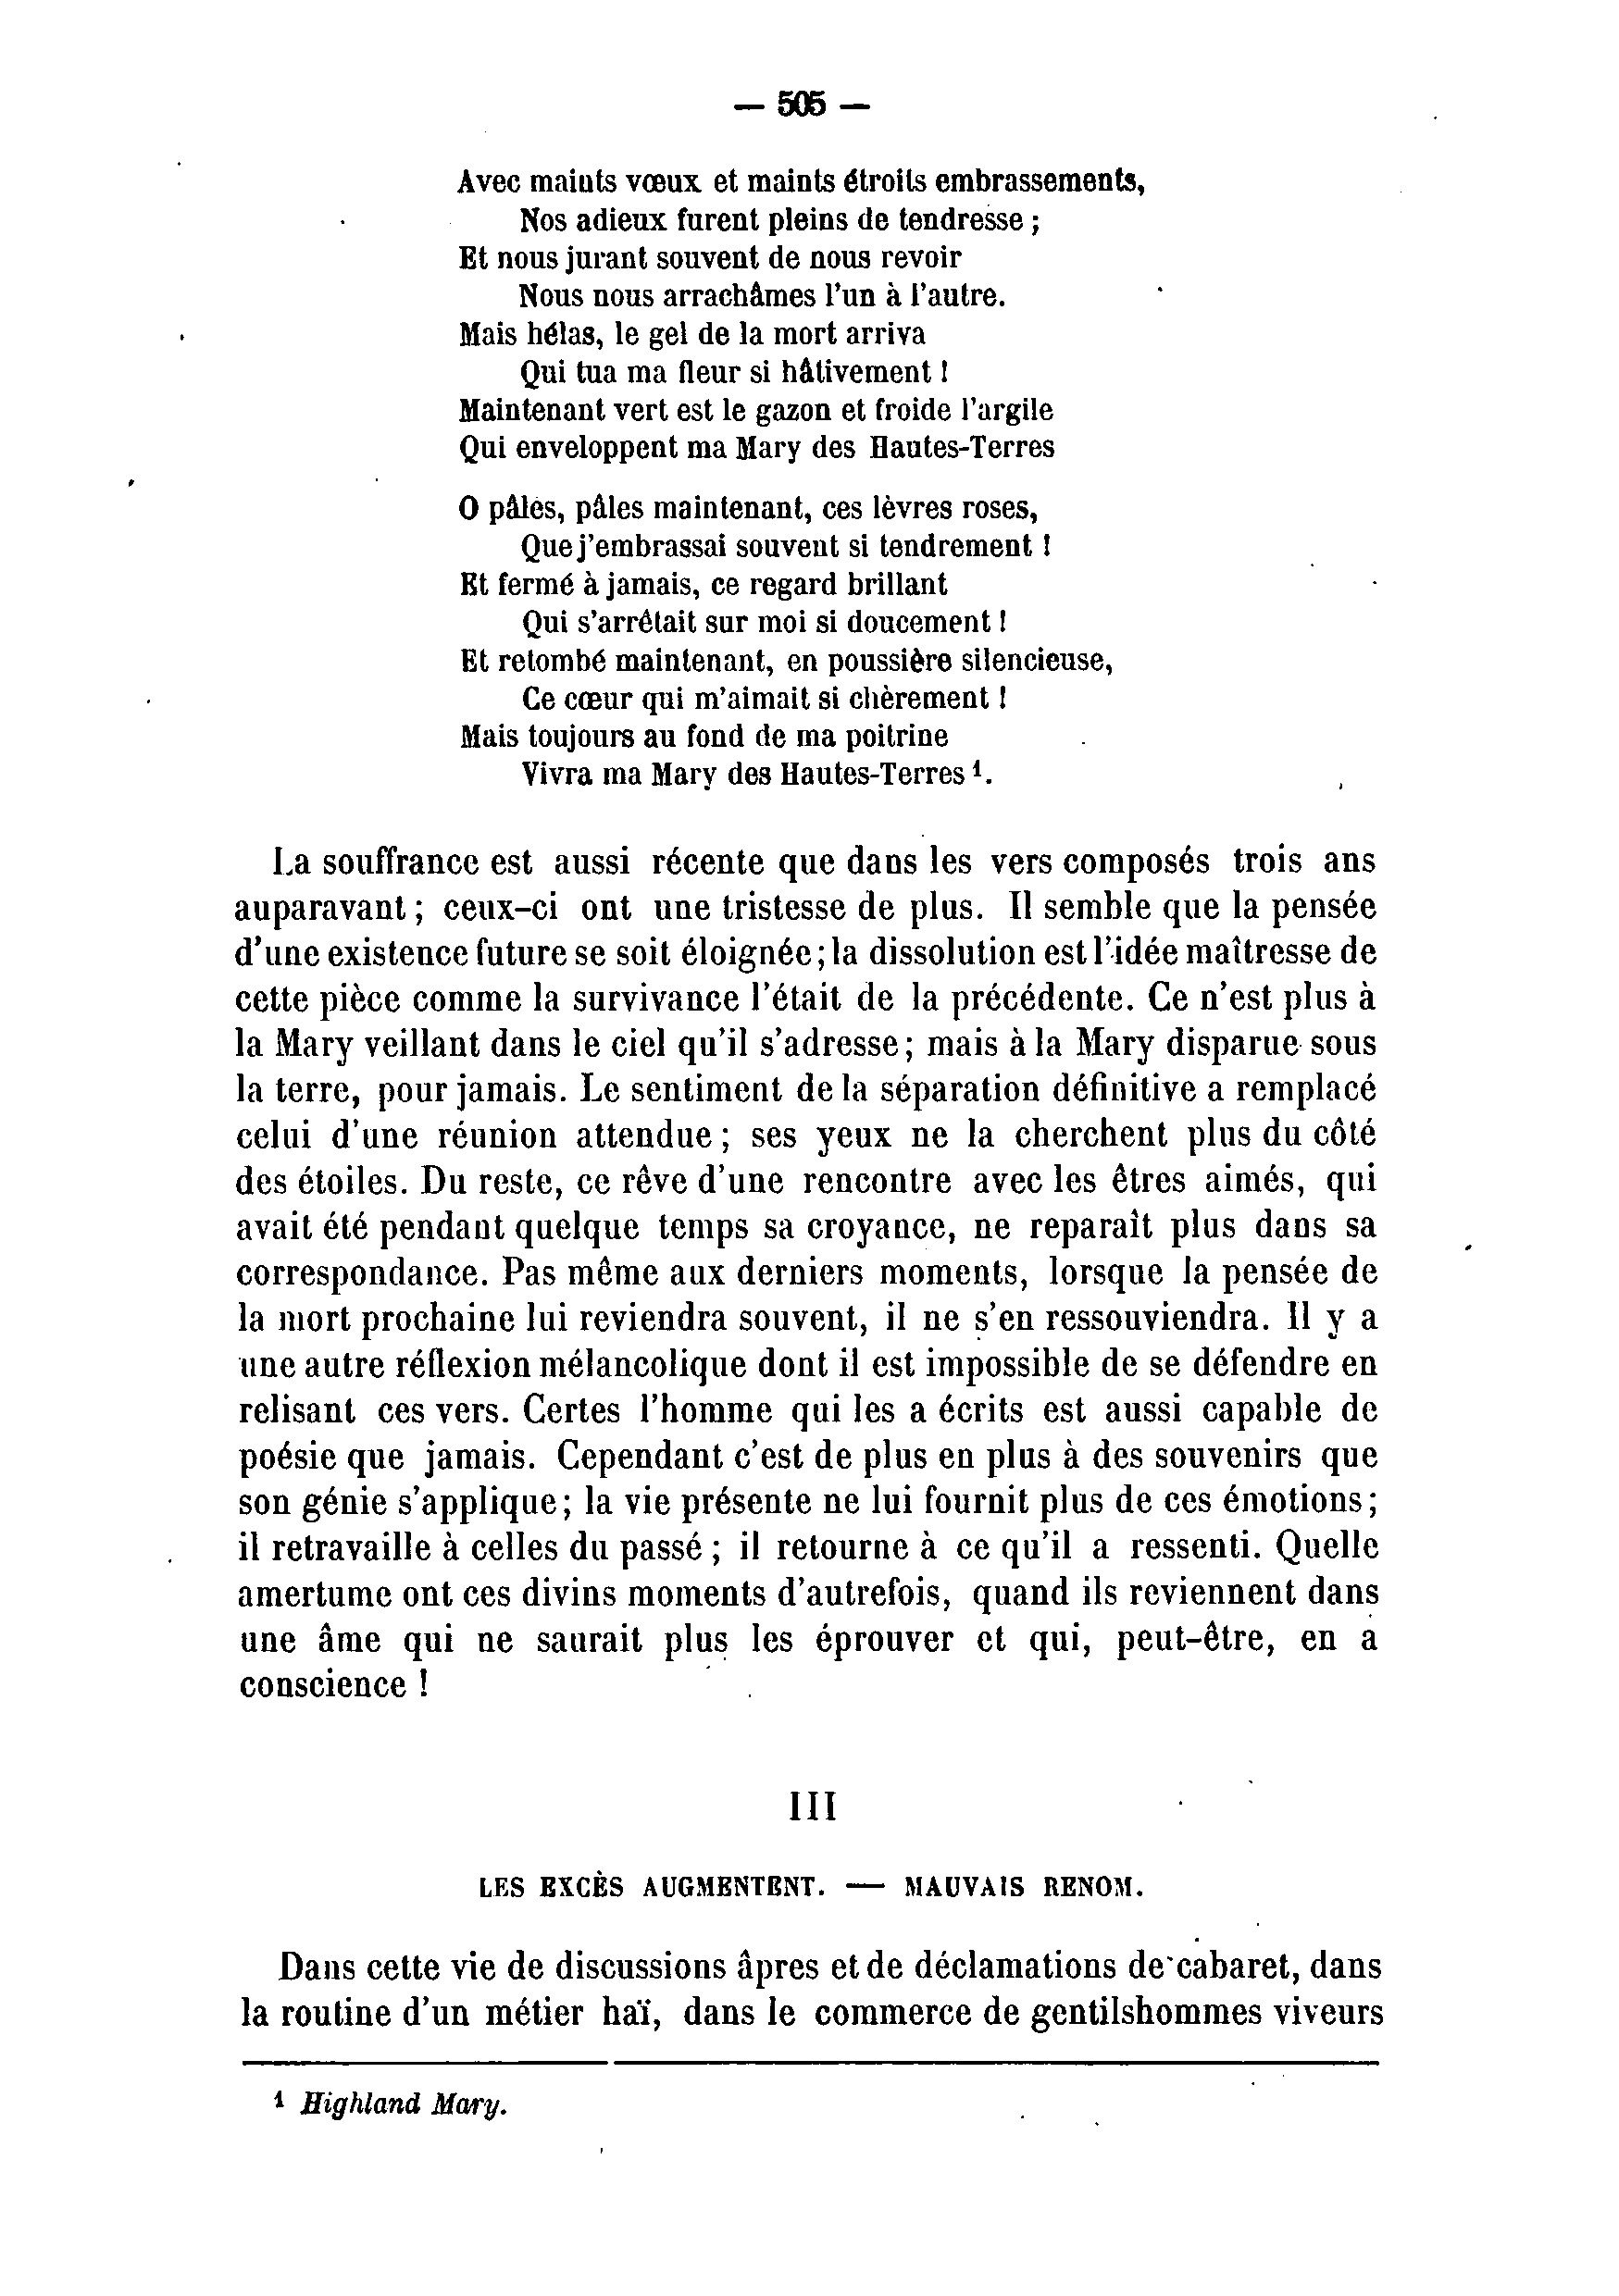 — 505 —
Avec maints vœux et maints étroits embrassements,
Nos adieux furent pleins de tendresse ;
Et nous jurant souvent de nous revoir
Nous nous arrachâmes l'un à l'autre.
Mais hélas, le gel de la mort arriva
Qui tua ma fleur si hâtivement !
Maintenant vert est le gazon et froide l'argile
Qui enveloppent ma Mary des Hautes-Terres
O pâles, pâles maintenant, ces lèvres roses,
Que j'embrassai souvent si tendrement !
Et fermé à jamais, ce regard brillant
Qui s'arrêtait sur moi si doucement !
Et retombé maintenant, en poussière silencieuse,
Ce cœur qui m'aimait si chèrement !
Mais toujours au fond de ma poitrine
Vivra ma Mary des Hautes-Terres ¹.
La souffrance est aussi récente que dans les vers composés trois ans
auparavant ; ceux-ci ont une tristesse de plus. Il semble que la pensée
d'une existence future se soit éloignée ; la dissolution est l'idée maîtresse de
cette pièce comme la survivance l'était de la précédente. Ce n'est plus à
la Mary veillant dans le ciel qu'il s'adresse ; mais à la Mary disparue sous
la terre, pour jamais. Le sentiment de la séparation définitive a remplacé
celui d'une réunion attendue ; ses yeux ne la cherchent plus du côté
des étoiles. Du reste, ce rêve d'une rencontre avec les êtres aimés, qui
avait été pendant quelque temps sa croyance, ne reparaît plus dans sa
correspondance. Pas même aux derniers moments, lorsque la pensée de
la mort prochaine lui reviendra souvent, il ne s'en ressouviendra. Il y a
une autre réflexion mélancolique dont il est impossible de se défendre en
relisant ces vers. Certes l'homme qui les a écrits est aussi capable de
poésie que jamais. Cependant c'est de plus en plus à des souvenirs que
son génie s'applique ; la vie présente ne lui fournit plus de ces émotions ;
il retravaille à celles du passé ; il retourne à ce qu'il a ressenti. Quelle
amertume ont ces divins moments d'autrefois, quand ils reviennent dans
une âme qui ne saurait plus les éprouver et qui, peut-être, en a
conscience !
III
LES EXCÈS AUGMENTENT. — MAUVAIS RENOM.
Dans cette vie de discussions âpres et de déclamations de cabaret, dans
la routine d'un métier haï, dans le commerce de gentilshommes viveurs
¹ Highland Mary.